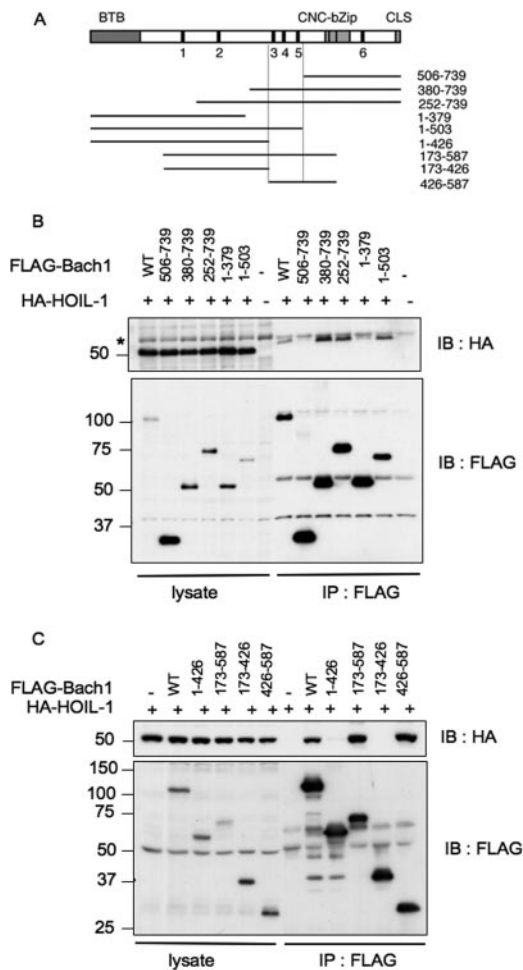 A
BTB CNC-bZip CLS
1 2 3 4 5 6
506-739
380-739
252-739
1-379
1-503
1-426
173-587
173-426
426-587
B
FLAG-Bach1 WT 506-739 380-739 252-739 1-379 1-503 - WT 506-739 380-739 252-739 1-379 1-503 -
HA-HOIL-1 + + + + + + - + + + + + + -
* 50 IB : HA
100
75
50
37
IB : FLAG
lysate IP : FLAG
C
FLAG-Bach1 - WT 1-426 173-587 173-426 426-587 - WT 1-426 173-587 173-426 426-587
HA-HOIL-1 + + + + + + + + + + + +
50 IB : HA
150
100
75
50
37
25
IB : FLAG
lysate IP : FLAG